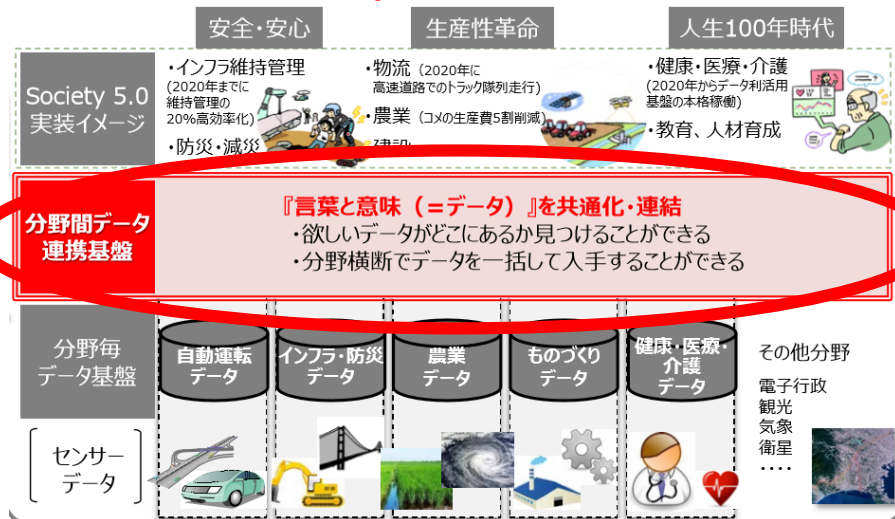 安全・安心
生産性革命
人生100年時代
Society 5.0
実装イメージ
・インフラ維持管理
(2020年までに
維持管理の
20%高効率化)
・防災・減災
・物流 (2020年に
高速道路でのトラック隊列走行)
・農業 (コメの生産費5割削減)
・健康・医療・介護
(2020年からデータ利活用
基盤の本格稼働)
・教育、人材育成
分野間データ
連携基盤
『言葉と意味(=データ)』を共通化・連結
・欲しいデータがどこにあるか見つけることができる
・分野横断でデータを一括して入手することができる
分野毎
データ基盤
自動運転
データ
インフラ・防災
データ
農業
データ
ものづくり
データ
健康・医療・
介護
データ
その他分野
電子行政
観光
気象
衛星
････
センサー
データ